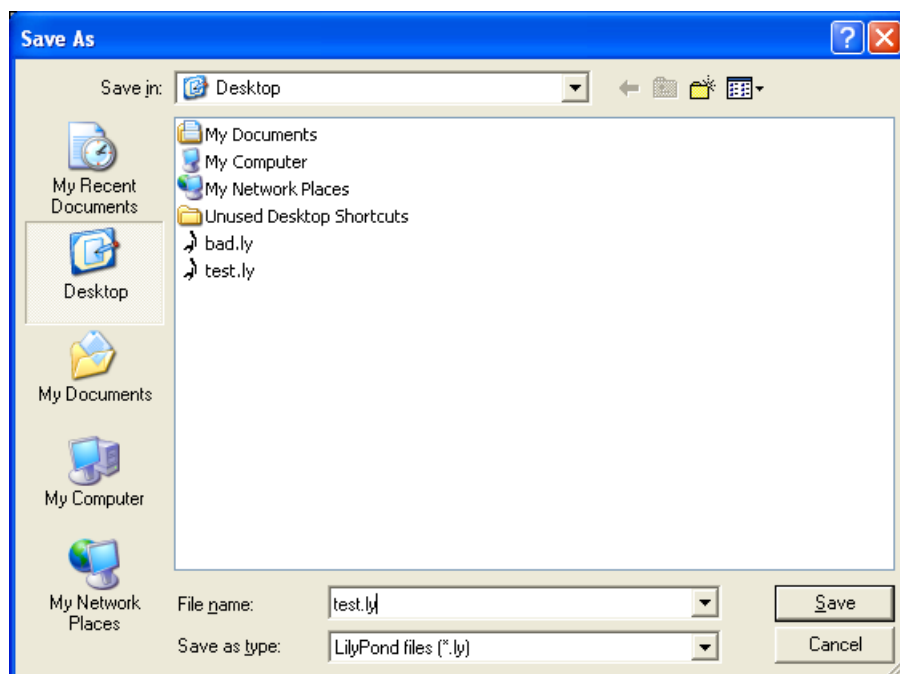 Save As
Save in: Desktop
My Recent
Documents
Desktop
My Documents
My Computer
My Network
Places
My Documents
My Computer
My Network Places
Unused Desktop Shortcuts
bad.ly
test.ly
File name: test.ly Save
Save as type: LilyPond files (*.ly) Cancel